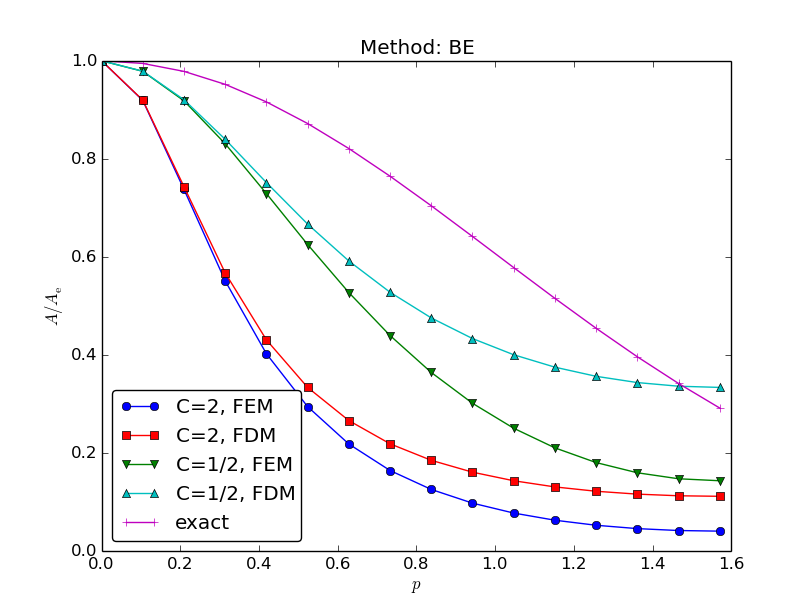 Method: BE
1.0
0.8
0.6
0.4
0.2
0.0
A/A_e
C=2, FEM
C=2, FDM
C=1/2, FEM
C=1/2, FDM
exact
0.0 0.2 0.4 0.6 0.8 1.0 1.2 1.4 1.6
p